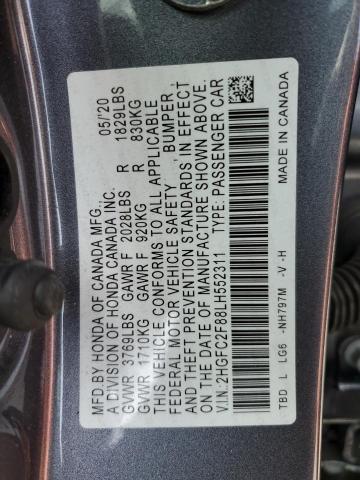 MFD.BY HONDA OF CANADA MFG.,
A DIVISION OF HONDA CANADA INC. 05/'20
GVWR 3769LBS GAWR F 2028LBS R 1829LBS
GVWR 1710KG GAWR F 920KG R 830KG
THIS VEHICLE CONFORMS TO ALL APPLICABLE
FEDERAL MOTOR VEHICLE SAFETY, BUMPER,
AND THEFT PREVENTION STANDARDS IN EFFECT
ON THE DATE OF MANUFACTURE SHOWN ABOVE.
V.I.N.:2HGFC2F88LH552311 TYPE: PASSENGER CAR
TBD L LG6 -NH797M -V -H MADE IN CANADA